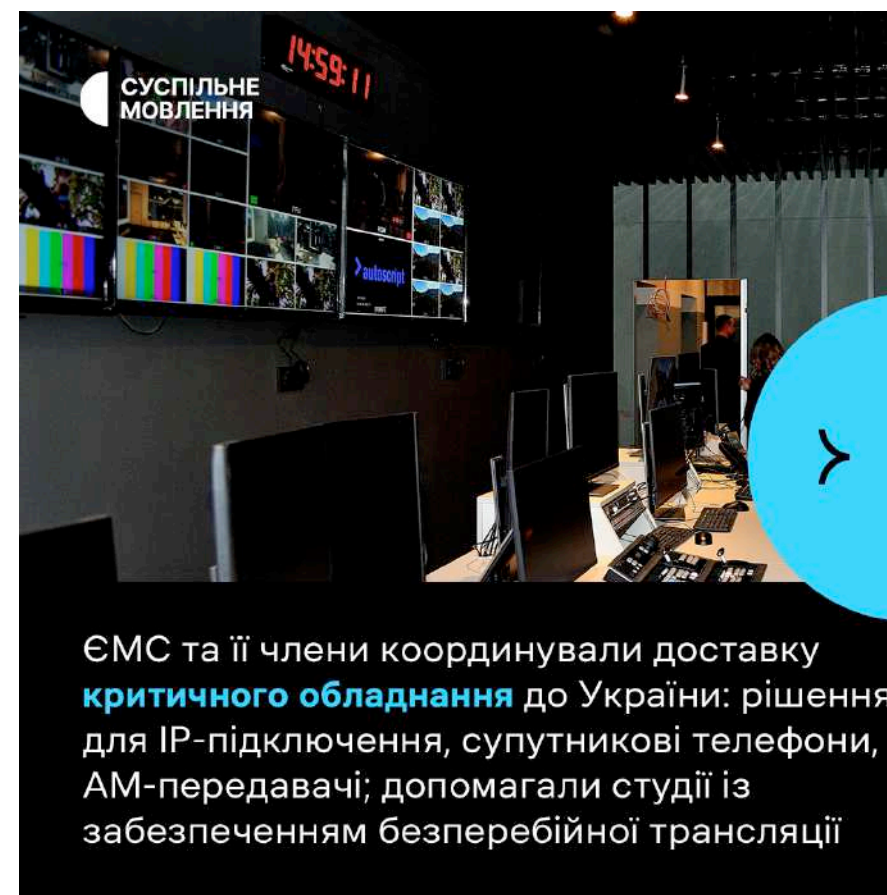 14:59:11
СУСПІЛЬНЕ
МОВЛЕННЯ
autoscript
ЄМС та її члени координували доставку
критичного обладнання до України: рішення
для IP-підключення, супутникові телефони,
АМ-передавачі; допомагали студії із
забезпеченням безперебійної трансляції